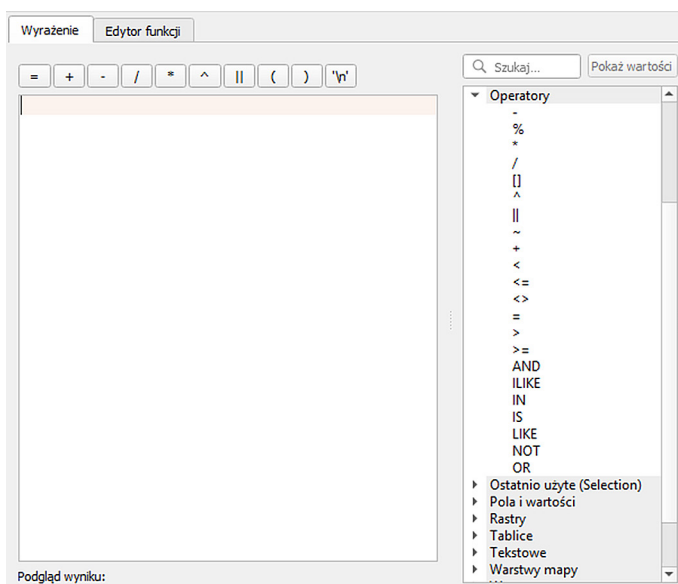 Wyrażenie Edytor funkcji
= + - / * ^ || ( ) '\n'
Szukaj... Pokaż wartości
Operatory
-
%
*
/
[]
^
||
~
+
<
<=
<>
=
>
>=
AND
ILIKE
IN
IS
LIKE
NOT
OR
Ostatnio użyte (Selection)
Pola i wartości
Rastry
Tablice
Tekstowe
Warstwy mapy
Podgląd wyniku: